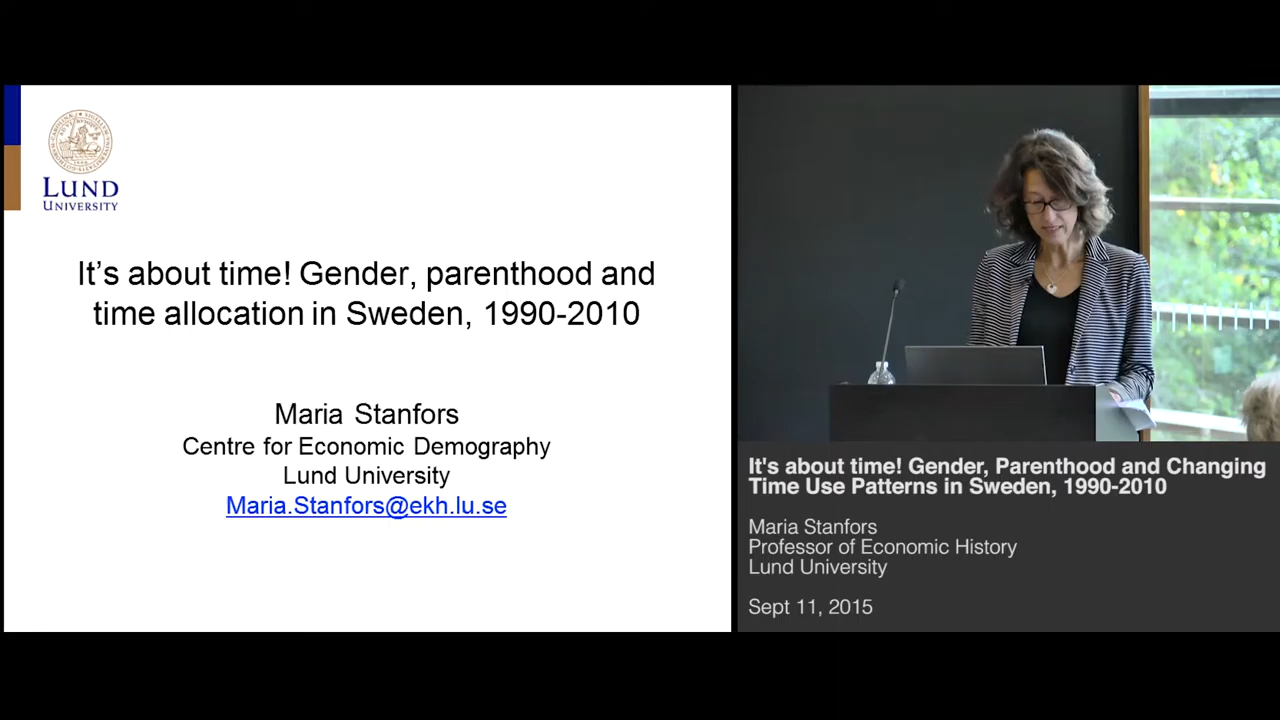 LUND
UNIVERSITY
It's about time! Gender, parenthood and
time allocation in Sweden, 1990-2010
Maria Stanfors
Centre for Economic Demography
Lund University
Maria.Stanfors@ekh.lu.se
It's about time! Gender, Parenthood and Changing
Time Use Patterns in Sweden, 1990-2010
Maria Stanfors
Professor of Economic History
Lund University
Sept 11, 2015